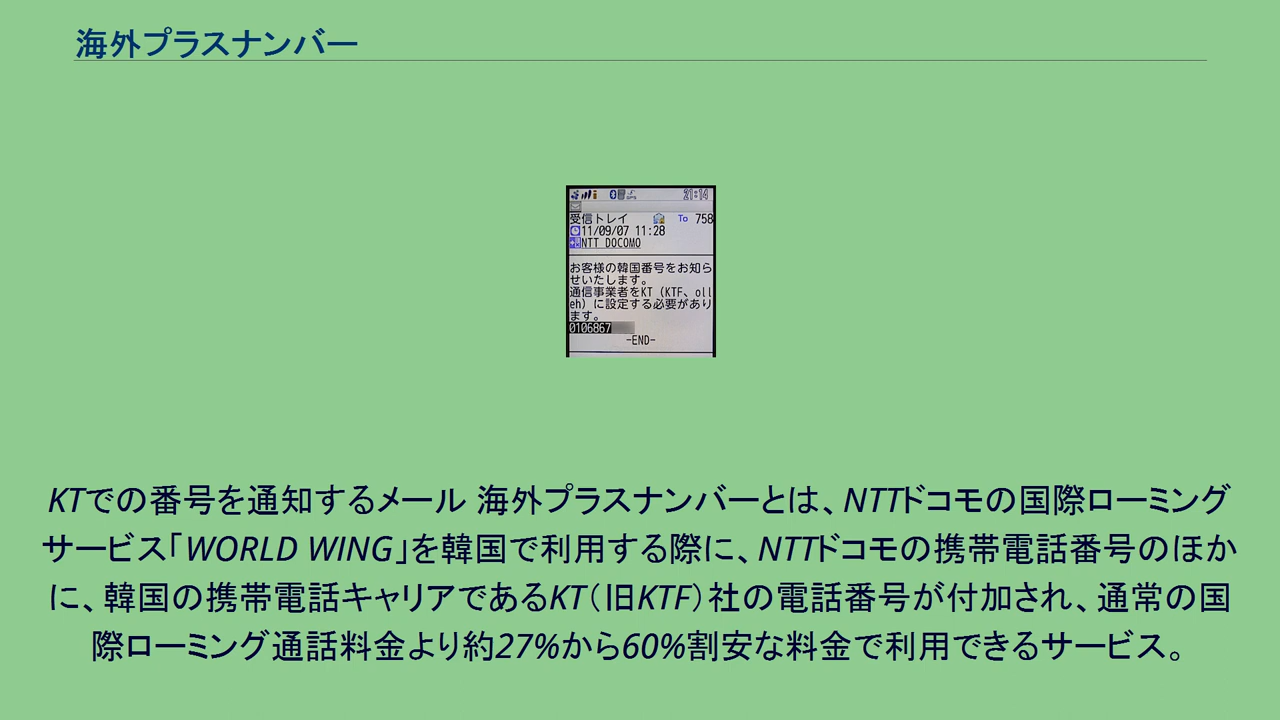 海外プラスナンバー
21:14
受信トレイ To 758
11/09/07 11:28
NTT DOCOMO
お客様の韓国番号をお知ら
せいたします。
通信事業者をKT（KTF、oll
eh）に設定する必要があり
ます。
0106867
-END-
KTでの番号を通知するメール 海外プラスナンバーとは、NTTドコモの国際ローミング
サービス「WORLD WING」を韓国で利用する際に、NTTドコモの携帯電話番号のほか
に、韓国の携帯電話キャリアであるKT（旧KTF）社の電話番号が付加され、通常の国
際ローミング通話料金より約27%から60%割安な料金で利用できるサービス。